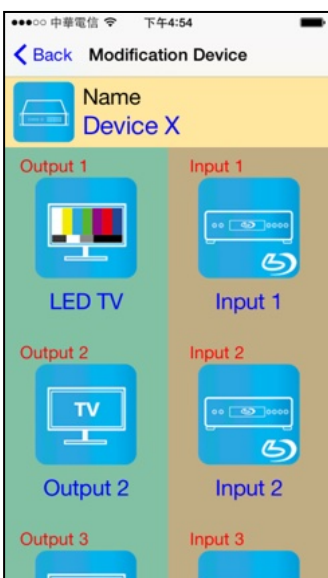 中華電信 下午4:54
Back Modification Device
Name
Device X
Output 1 Input 1
LED TV Input 1
Output 2 Input 2
TV
Output 2 Input 2
Output 3 Input 3